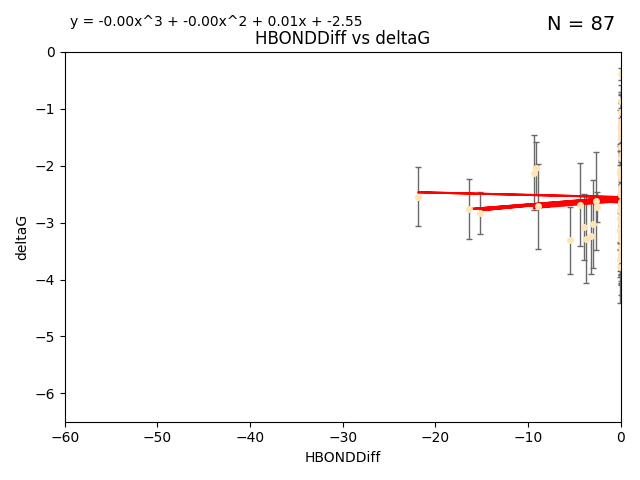 y = -0.00x^3 + -0.00x^2 + 0.01x + -2.55
N = 87
HBONDDiff vs deltaG
0
−1
−2
−3
−4
−5
−6
deltaG
−60 −50 −40 −30 −20 −10 0
HBONDDiff